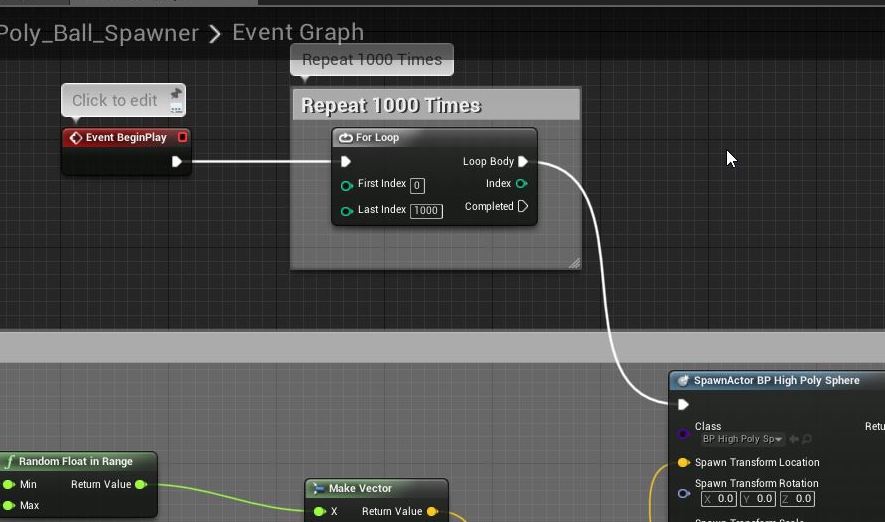 Poly_Ball_Spawner > Event Graph
Repeat 1000 Times
Click to edit
Repeat 1000 Times
Event BeginPlay
For Loop
Loop Body
First Index 0
Index
Last Index 1000
Completed
SpawnActor BP High Poly Sphere
Class
Retu
BP High Poly Sp
Spawn Transform Location
Spawn Transform Rotation
X 0.0 Y 0.0 Z 0.0
f Random Float in Range
Min
Return Value
Max
Make Vector
X
Return Value